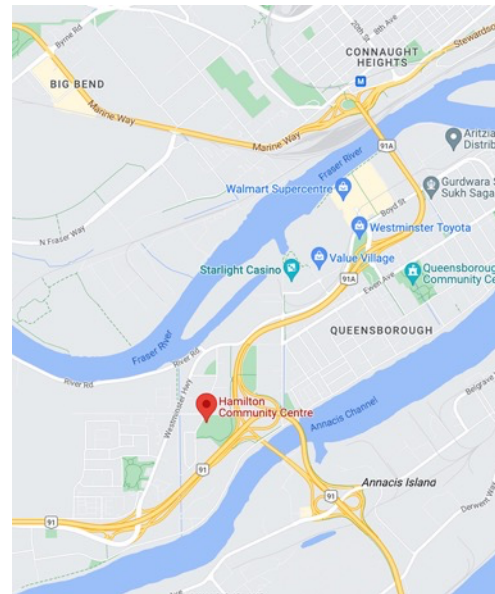 20th St
8th Ave
Byrne Rd
CONNAUGHT
HEIGHTS
Stewardson
M
BIG BEND
Marine Way
Marine Way
91A
Fraser River
Aritzia
Distrib
Walmart Supercentre
Gurdwara S
Sukh Saga
Boyd St
N Fraser Way
Westminster Toyota
Value Village
Starlight Casino
91A
Ewen Ave
Queensborough
Community Ce
QUEENSBOROUGH
Fraser River
River Rd.
River Rd.
Westminster Hwy
Belgrave
Hamilton
Community Centre
Annacis Channel
91
Annacis Island
91
Derwent Way
91